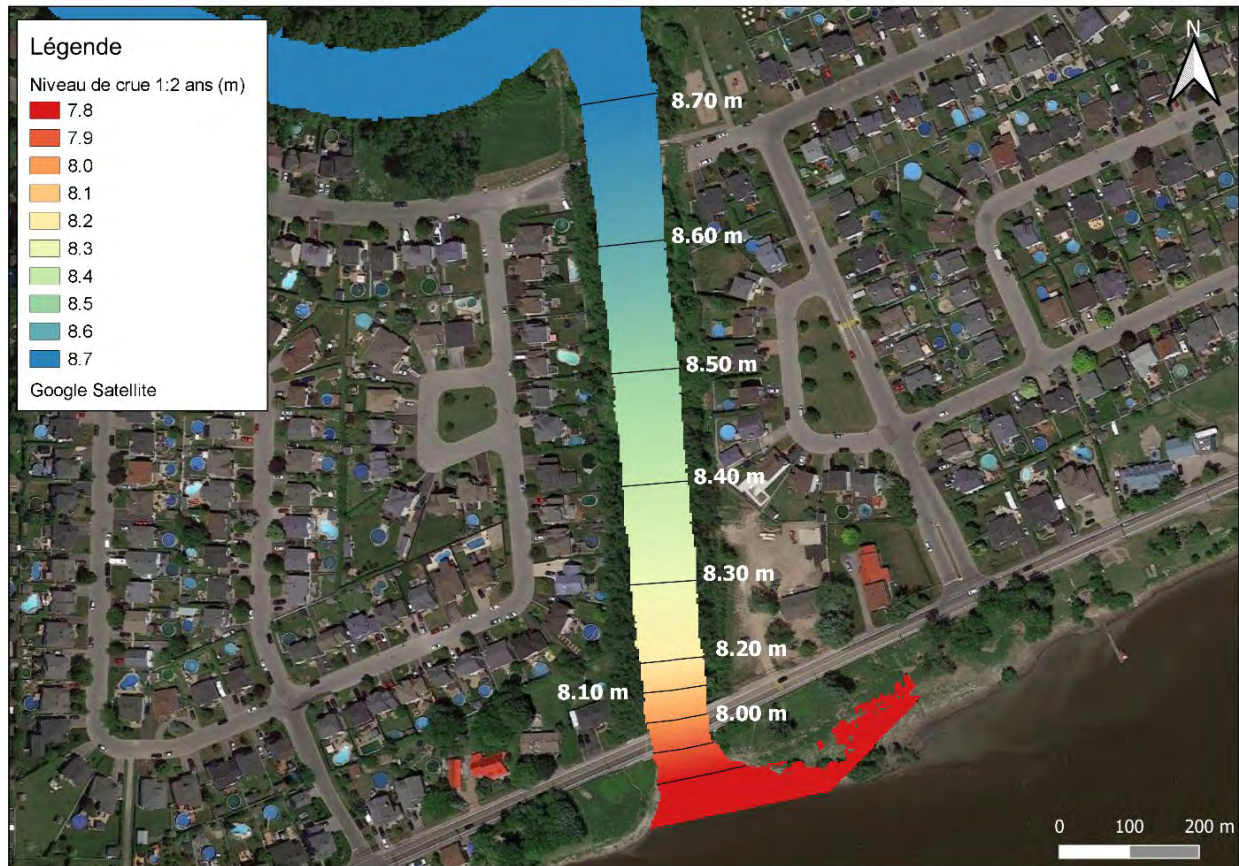 Légende
Niveau de crue 1:2 ans (m)
7.8
7.9
8.0
8.1
8.2
8.3
8.4
8.5
8.6
8.7
Google Satellite
N
8.70 m
8.60 m
8.50 m
8.40 m
8.30 m
8.20 m
8.10 m
8.00 m
0 100 200 m